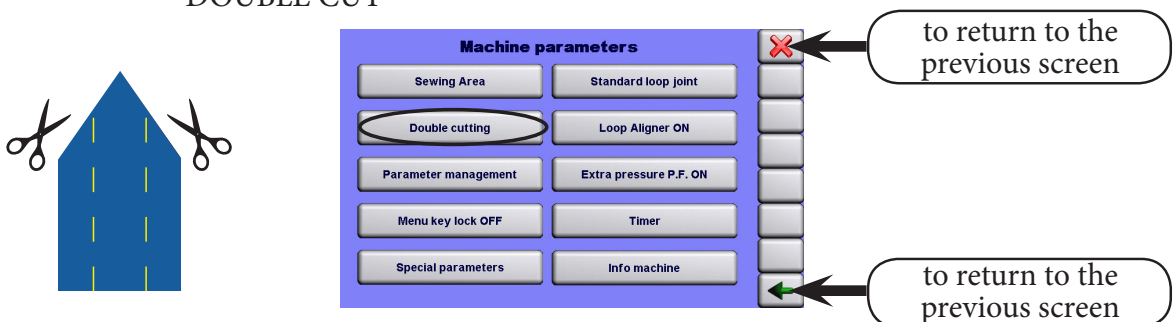 DOUBLE CUT
to return to the
previous screen
Machine parameters
Sewing Area
Standard loop joint
Double cutting
Loop Aligner ON
Parameter management
Extra pressure P.F. ON
Menu key lock OFF
Timer
Special parameters
Info machine
to return to the
previous screen